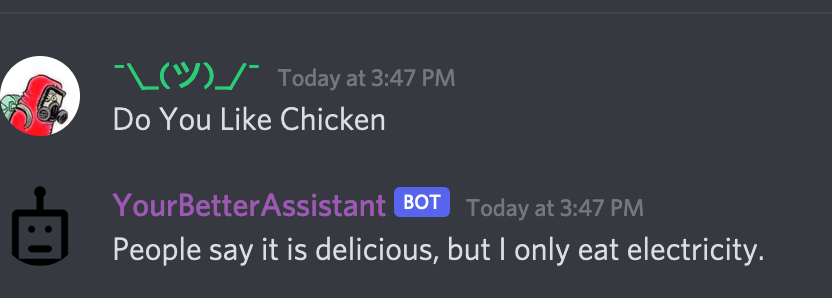 ¯\_(ツ)_/¯ Today at 3:47 PM
Do You Like Chicken
YourBetterAssistant BOT Today at 3:47 PM
People say it is delicious, but I only eat electricity.